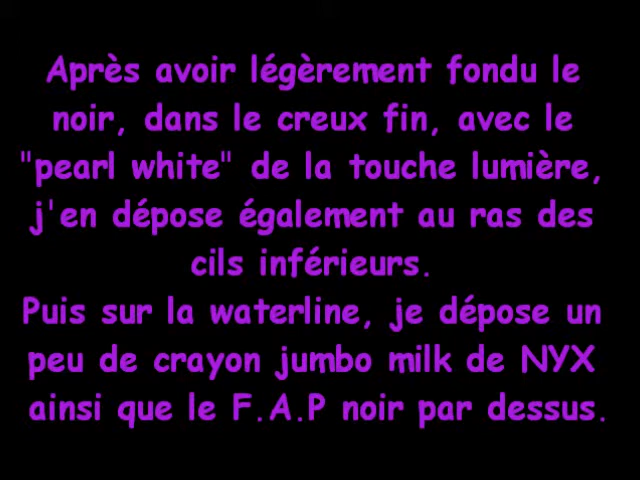 Après avoir légèrement fondu le
noir, dans le creux fin, avec le
"pearl white" de la touche lumière,
j'en dépose également au ras des
cils inférieurs.
Puis sur la waterline, je dépose un
peu de crayon jumbo milk de NYX
ainsi que le F.A.P noir par dessus.